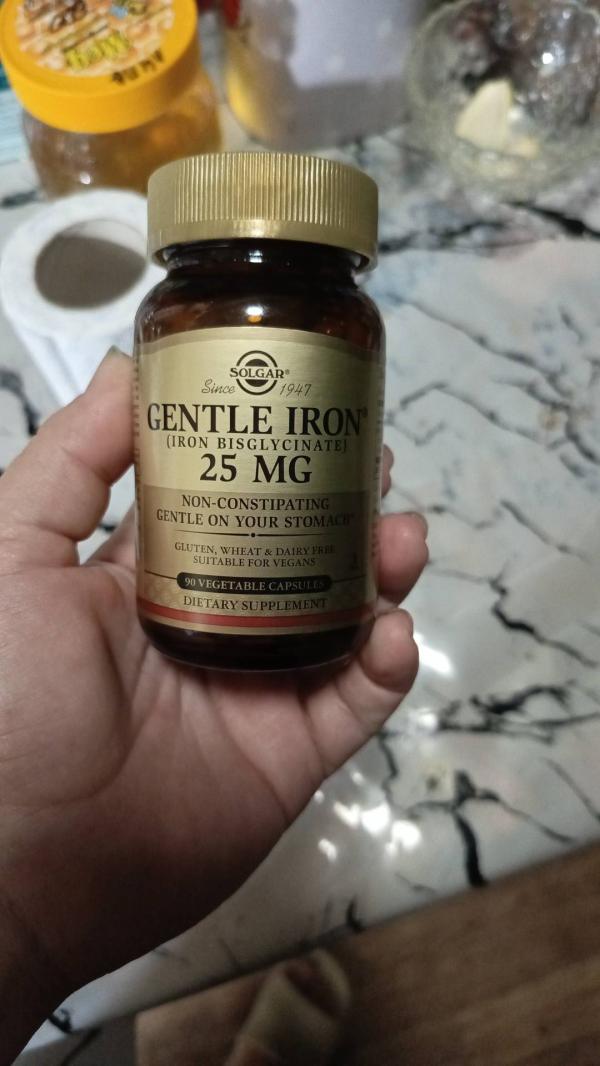 SOLGAR®
Since 1947
GENTLE IRON®
(IRON BISGLYCINATE)
25 MG
NON-CONSTIPATING
GENTLE ON YOUR STOMACH*
GLUTEN, WHEAT & DAIRY FREE
SUITABLE FOR VEGANS
90 VEGETABLE CAPSULES
DIETARY SUPPLEMENT